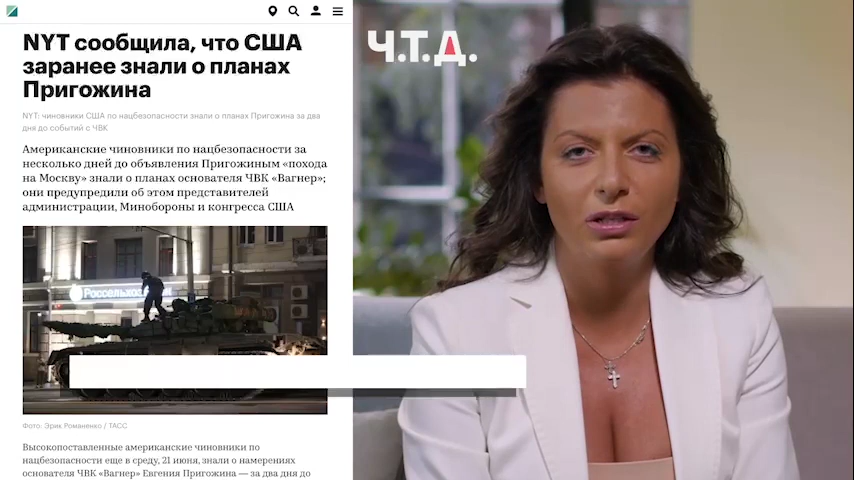 NYT сообщила, что США
заранее знали о планах
Пригожина
NYT: чиновники США по нацбезопасности знали о планах Пригожина за два
дня до событий с ЧВК
Американские чиновники по нацбезопасности за
несколько дней до объявления Пригожиным «похода
на Москву» знали о планах основателя ЧВК «Вагнер»;
они предупредили об этом представителей
администрации, Минобороны и конгресса США
Россельхоз
Фото: Эрик Романенко / ТАСС
Высокопоставленные американские чиновники по
нацбезопасности еще в среду, 21 июня, знали о намерениях
основателя ЧВК «Вагнер» Евгения Пригожина — за два дня до
Ч.Т.Д.